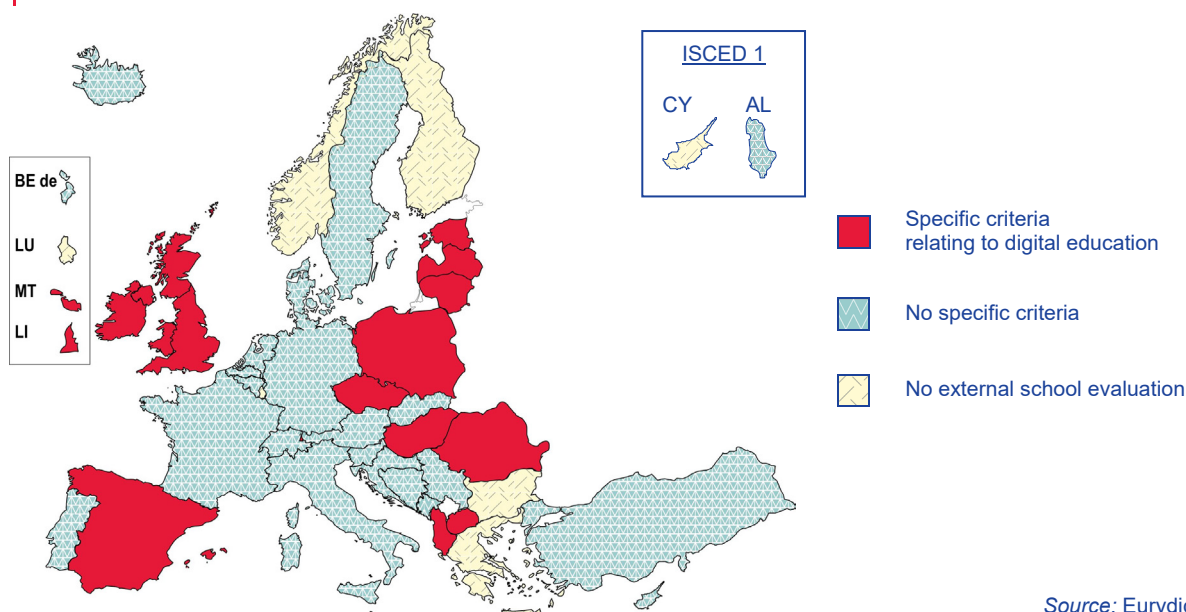 ISCED 1
CY AL
BE de
LU
MT
LI
Specific criteria
relating to digital education
No specific criteria
No external school evaluation
Source: